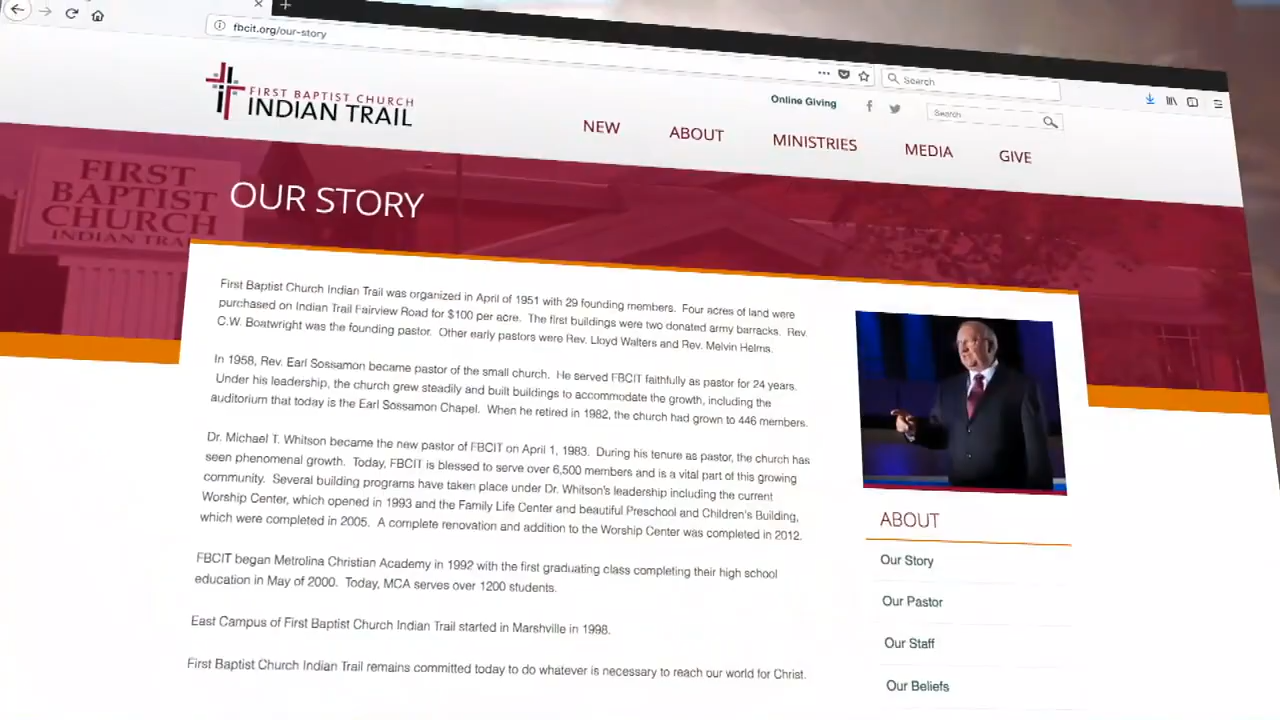 fbcit.org/our-story
Search
FIRST BAPTIST CHURCH
INDIAN TRAIL
Online Giving
Search
NEW
ABOUT
MINISTRIES
MEDIA
GIVE
FIRST
BAPTIST
CHURCH
INDIAN TRA
OUR STORY
First Baptist Church Indian Trail was organized in April of 1951 with 29 founding members. Four acres of land were
purchased on Indian Trail Fairview Road for $100 per acre. The first buildings were two donated army barracks. Rev.
C.W. Boatwright was the founding pastor. Other early pastors were Rev. Lloyd Walters and Rev. Melvin Helms.
In 1958, Rev. Earl Sossamon became pastor of the small church. He served FBCIT faithfully as pastor for 24 years.
Under his leadership, the church grew steadily and built buildings to accommodate the growth, including the
auditorium that today is the Earl Sossamon Chapel. When he retired in 1982, the church had grown to 446 members.
Dr. Michael T. Whitson became the new pastor of FBCIT on April 1, 1983. During his tenure as pastor, the church has
seen phenomenal growth. Today, FBCIT is blessed to serve over 6,500 members and is a vital part of this growing
community. Several building programs have taken place under Dr. Whitson's leadership including the current
Worship Center, which opened in 1993 and the Family Life Center and beautiful Preschool and Children's Building,
which were completed in 2005. A complete renovation and addition to the Worship Center was completed in 2012.
FBCIT began Metrolina Christian Academy in 1992 with the first graduating class completing their high school
education in May of 2000. Today, MCA serves over 1200 students.
East Campus of First Baptist Church Indian Trail started in Marshville in 1998.
First Baptist Church Indian Trail remains committed today to do whatever is necessary to reach our world for Christ.
ABOUT
Our Story
Our Pastor
Our Staff
Our Beliefs